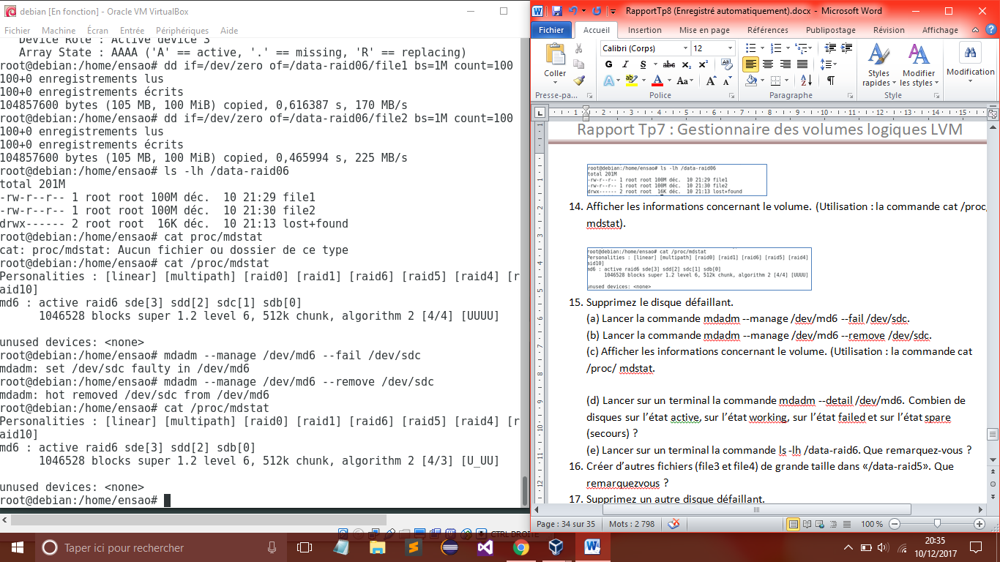 debian [En fonction] - Oracle VM VirtualBox
Fichier Machine Écran Entrée Périphériques Aide
Device Role : Active device 3
Array State : AAAA ('A' == active, '.' == missing, 'R' == replacing)
root@debian:/home/ensao# dd if=/dev/zero of=/data-raid06/file1 bs=1M count=100
100+0 enregistrements lus
100+0 enregistrements écrits
104857600 bytes (105 MB, 100 MiB) copied, 0,616387 s, 170 MB/s
root@debian:/home/ensao# dd if=/dev/zero of=/data-raid06/file2 bs=1M count=100
100+0 enregistrements lus
100+0 enregistrements écrits
104857600 bytes (105 MB, 100 MiB) copied, 0,465994 s, 225 MB/s
root@debian:/home/ensao# ls -lh /data-raid06
total 201M
-rw-r--r-- 1 root root 100M déc.  10 21:29 file1
-rw-r--r-- 1 root root 100M déc.  10 21:30 file2
drwx------ 2 root root  16K déc.  10 21:13 lost+found
root@debian:/home/ensao# cat proc/mdstat
cat: proc/mdstat: Aucun fichier ou dossier de ce type
root@debian:/home/ensao# cat /proc/mdstat
Personalities : [linear] [multipath] [raid0] [raid1] [raid6] [raid5] [raid4] [r
aid10]
md6 : active raid6 sde[3] sdd[2] sdc[1] sdb[0]
1046528 blocks super 1.2 level 6, 512k chunk, algorithm 2 [4/4] [UUUU]
unused devices: <none>
root@debian:/home/ensao# mdadm --manage /dev/md6 --fail /dev/sdc
mdadm: set /dev/sdc faulty in /dev/md6
root@debian:/home/ensao# mdadm --manage /dev/md6 --remove /dev/sdc
mdadm: hot removed /dev/sdc from /dev/md6
root@debian:/home/ensao# cat /proc/mdstat
Personalities : [linear] [multipath] [raid0] [raid1] [raid6] [raid5] [raid4] [r
aid10]
md6 : active raid6 sde[3] sdd[2] sdb[0]
1046528 blocks super 1.2 level 6, 512k chunk, algorithm 2 [4/3] [U_UU]
unused devices: <none>
root@debian:/home/ensao#
CTRL DROITE
RapportTp8 (Enregistré automatiquement).docx - Microsoft Word
Fichier Accueil Insertion Mise en page Références Publipostage Révision Affichage
Calibri (Corps) 12
Coller
G I S abc x₂ x²
A ab A Aa A A
Styles rapides
Modifier les styles
Modification
Presse-pa... Police Paragraphe Style
1 2 3 4 5 6 7 8 9 10 11 12 13 14 15
Rapport Tp7 : Gestionnaire des volumes logiques LVM
root@debian:/home/ensao# ls -lh /data-raid06
total 201M
-rw-r--r-- 1 root root 100M déc.  10 21:29 file1
-rw-r--r-- 1 root root 100M déc.  10 21:30 file2
drwx------ 2 root root  16K déc.  10 21:13 lost+found
14. Afficher les informations concernant le volume. (Utilisation : la commande cat /proc/
mdstat).
root@debian:/home/ensao# cat /proc/mdstat
Personalities : [linear] [multipath] [raid0] [raid1] [raid6] [raid5] [raid4]
aid10]
md6 : active raid6 sde[3] sdd[2] sdc[1] sdb[0]
1046528 blocks super 1.2 level 6, 512k chunk, algorithm 2 [4/4] [UUUU]
unused devices: <none>
15. Supprimez le disque défaillant.
(a) Lancer la commande mdadm --manage /dev/md6 --fail /dev/sdc.
(b) Lancer la commande mdadm --manage /dev/md6 --remove /dev/sdc.
(c) Afficher les informations concernant le volume. (Utilisation : la commande cat
/proc/ mdstat.
(d) Lancer sur un terminal la commande mdadm --detail /dev/md6. Combien de
disques sur l’état active, sur l’état working, sur l’état failed et sur l’état spare
(secours) ?
(e) Lancer sur un terminal la commande ls -lh /data-raid6. Que remarquez-vous ?
16. Créer d’autres fichiers (file3 et file4) de grande taille dans «/data-raid5». Que
remarquezvous ?
17. Supprimez un autre disque défaillant.
Page : 34 sur 35 Mots : 2 798 100 %
Taper ici pour rechercher
20:35
10/12/2017